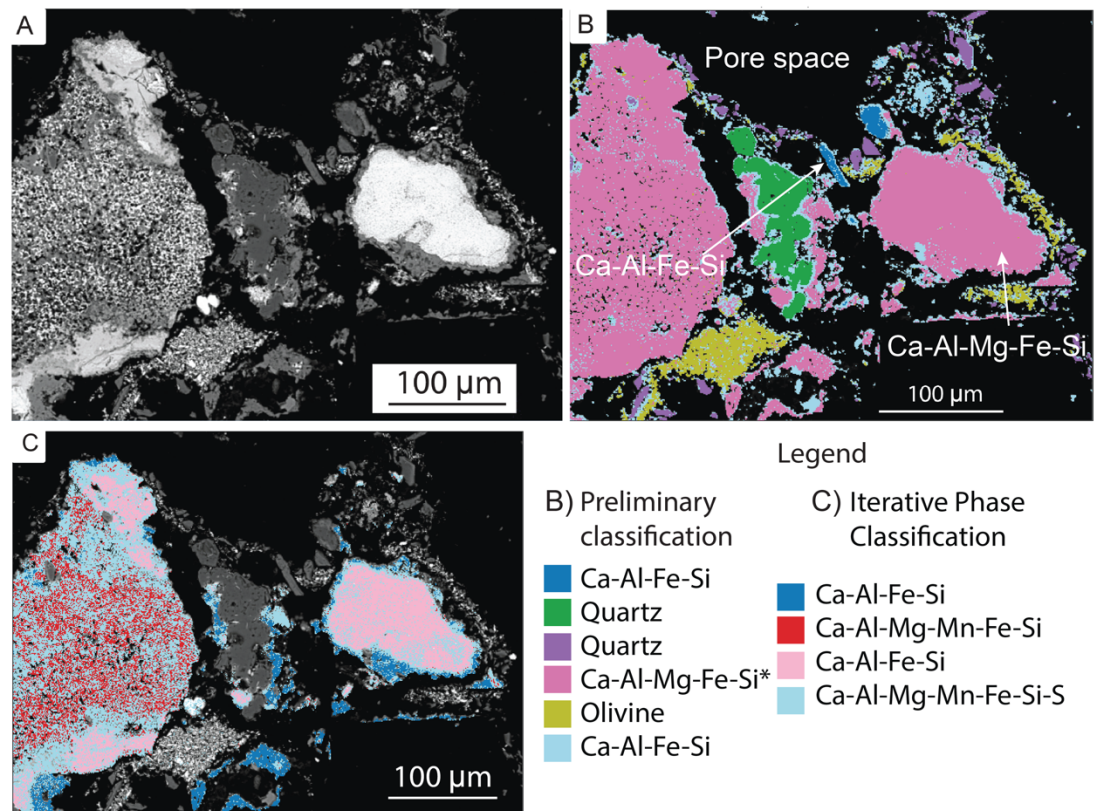 A
100 µm
B
Pore space
Ca-Al-Fe-Si
Ca-Al-Mg-Fe-Si
100 µm
C
100 µm
Legend
B) Preliminary
classification
Ca-Al-Fe-Si
Quartz
Quartz
Ca-Al-Mg-Fe-Si*
Olivine
Ca-Al-Fe-Si
C) Iterative Phase
Classification
Ca-Al-Fe-Si
Ca-Al-Mg-Mn-Fe-Si
Ca-Al-Fe-Si
Ca-Al-Mg-Mn-Fe-Si-S